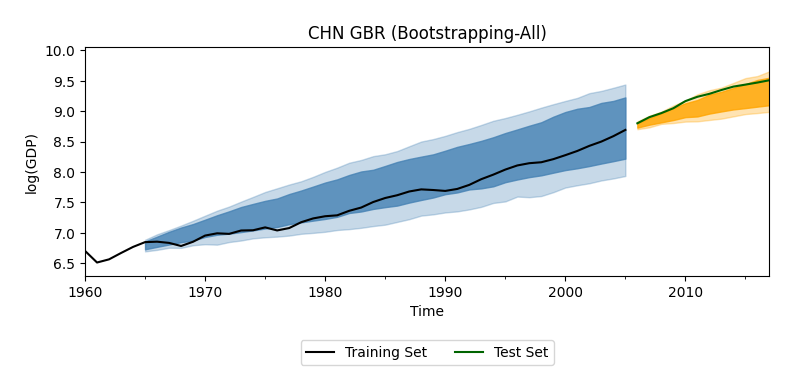 CHN GBR (Bootstrapping-All)
10.0
9.5
9.0
8.5
8.0
7.5
7.0
6.5
log(GDP)
1960 1970 1980 1990 2000 2010
Time
Training Set Test Set